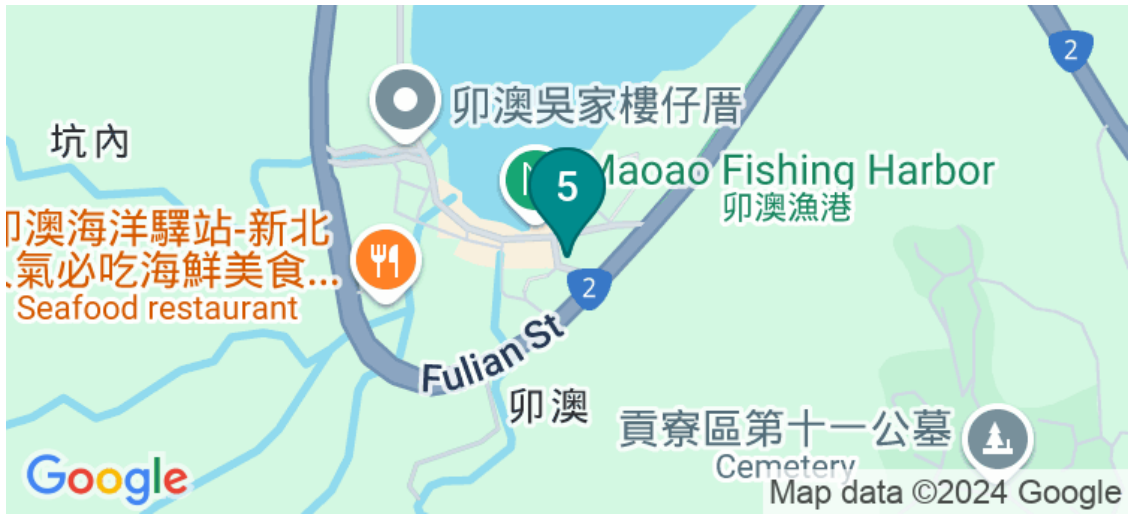 2
卯澳吳家樓仔厝
坑內
Maoao Fishing Harbor
卯澳漁港
5
卯澳海洋驛站-新北
氣必吃海鮮美食...
Seafood restaurant
2
Fulian St
卯澳
貢寮區第十一公墓
Cemetery
Google
Map data ©2024 Google